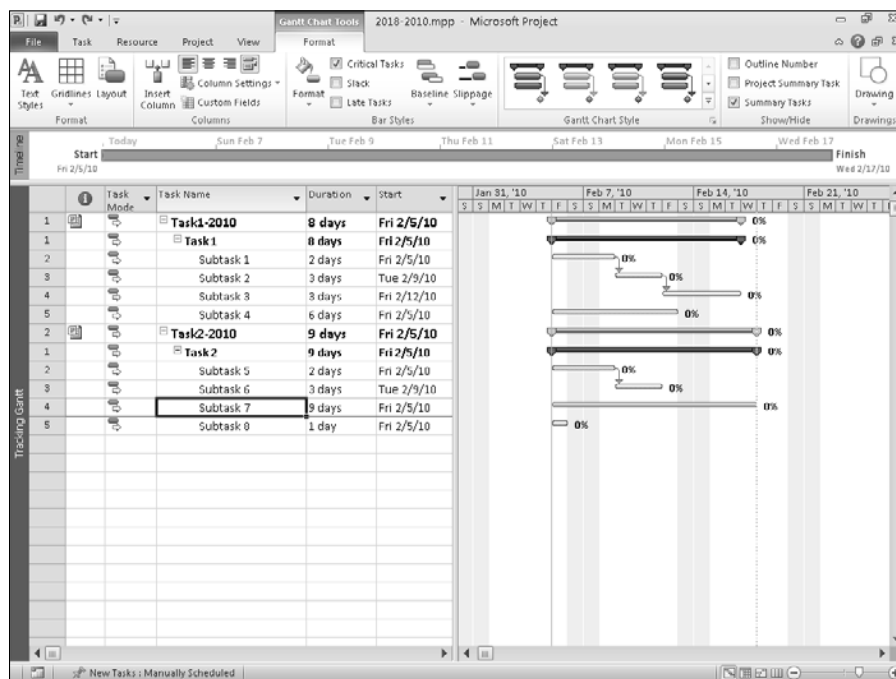 2018-2010.mpp - Microsoft Project
Gantt Chart Tools
File Task Resource Project View Format
Text Styles
Gridlines
Layout
Format
Insert Column
Column Settings
Custom Fields
Columns
Format
Critical Tasks
Slack
Late Tasks
Baseline
Slippage
Bar Styles
Gantt Chart Style
Outline Number
Project Summary Task
Summary Tasks
Show/Hide
Drawing
Drawings
Timeline
Today Sun Feb 7 Tue Feb 9 Thu Feb 11 Sat Feb 13 Mon Feb 15 Wed Feb 17
Start
Fri 2/5/10
Finish
Wed 2/17/10
Task Mode Task Name Duration Start
Jan 31, '10 Feb 7, '10 Feb 14, '10 Feb 21, '10
S S M T W T F S S M T W T F S S M T W T F S S M T W T
1 Task1-2010 8 days Fri 2/5/10 0%
1 Task1 8 days Fri 2/5/10 0%
2 Subtask 1 2 days Fri 2/5/10 0%
3 Subtask 2 3 days Tue 2/9/10 0%
4 Subtask 3 3 days Fri 2/12/10 0%
5 Subtask 4 6 days Fri 2/5/10 0%
2 Task2-2010 9 days Fri 2/5/10 0%
1 Task2 9 days Fri 2/5/10 0%
2 Subtask 5 2 days Fri 2/5/10 0%
3 Subtask 6 3 days Tue 2/9/10 0%
4 Subtask 7 9 days Fri 2/5/10 0%
5 Subtask 8 1 day Fri 2/5/10 0%
Tracking Gantt
New Tasks : Manually Scheduled